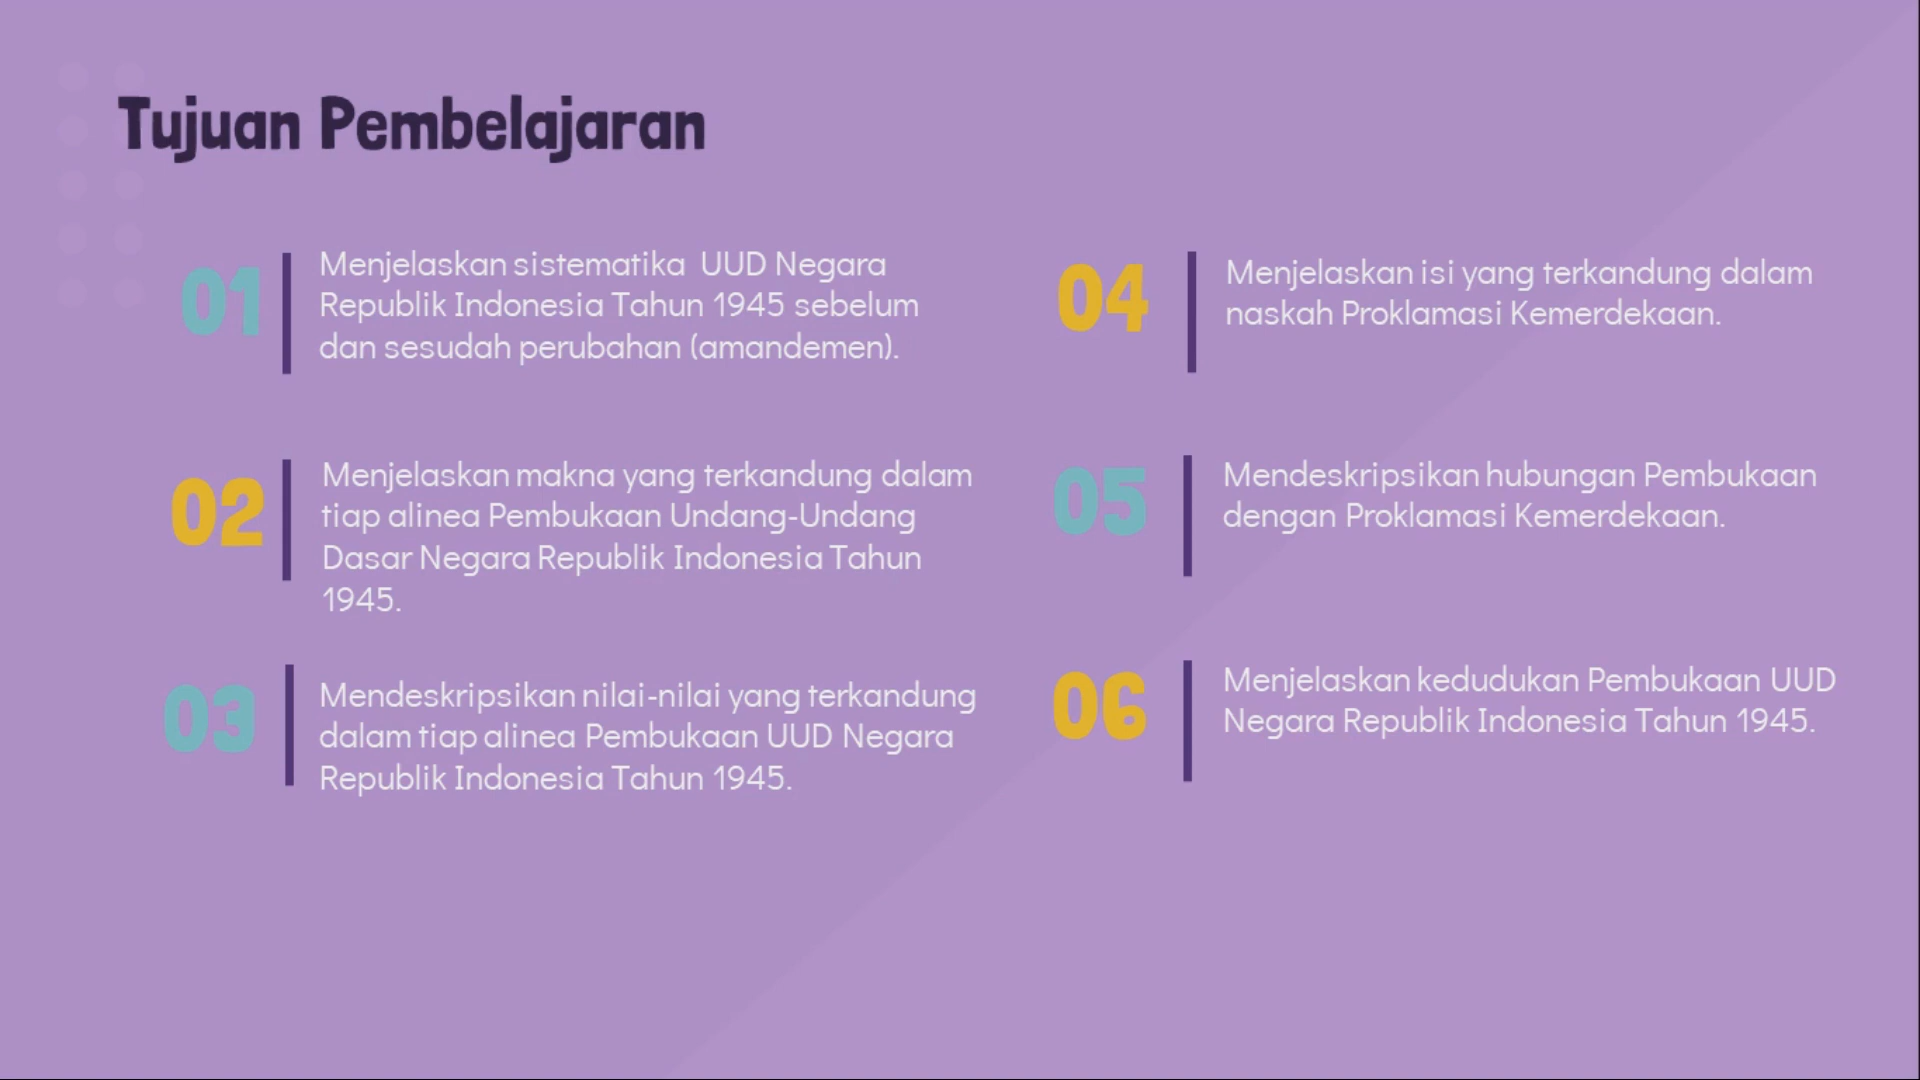 Tujuan Pembelajaran
01
Menjelaskan sistematika UUD Negara
Republik Indonesia Tahun 1945 sebelum
dan sesudah perubahan (amandemen).
02
Menjelaskan makna yang terkandung dalam
tiap alinea Pembukaan Undang-Undang
Dasar Negara Republik Indonesia Tahun
1945.
03
Mendeskripsikan nilai-nilai yang terkandung
dalam tiap alinea Pembukaan UUD Negara
Republik Indonesia Tahun 1945.
04
Menjelaskan isi yang terkandung dalam
naskah Proklamasi Kemerdekaan.
05
Mendeskripsikan hubungan Pembukaan
dengan Proklamasi Kemerdekaan.
06
Menjelaskan kedudukan Pembukaan UUD
Negara Republik Indonesia Tahun 1945.